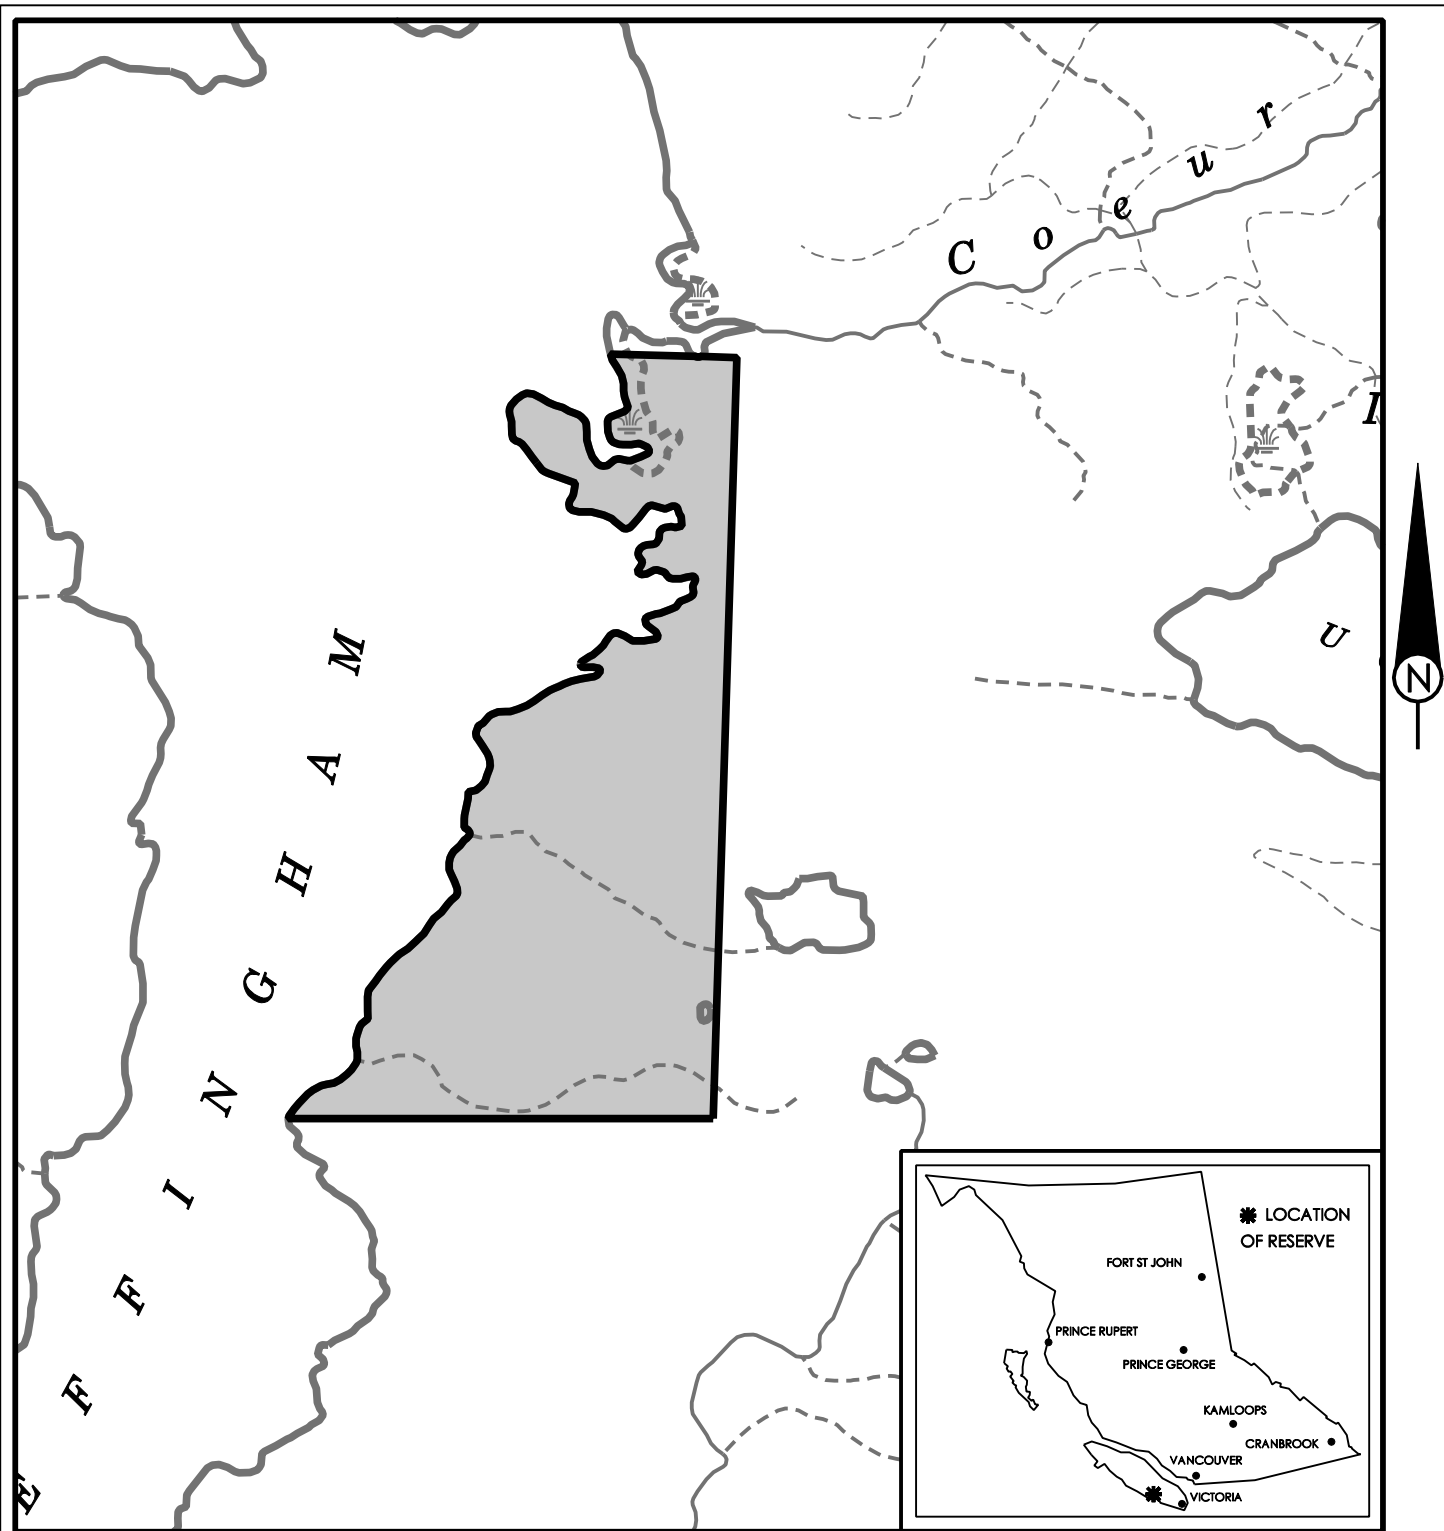 C o e u r
I
U
N
E F F I N G H A M
LOCATION
OF RESERVE
FORT ST JOHN
PRINCE RUPERT
PRINCE GEORGE
KAMLOOPS
CRANBROOK
VANCOUVER
VICTORIA